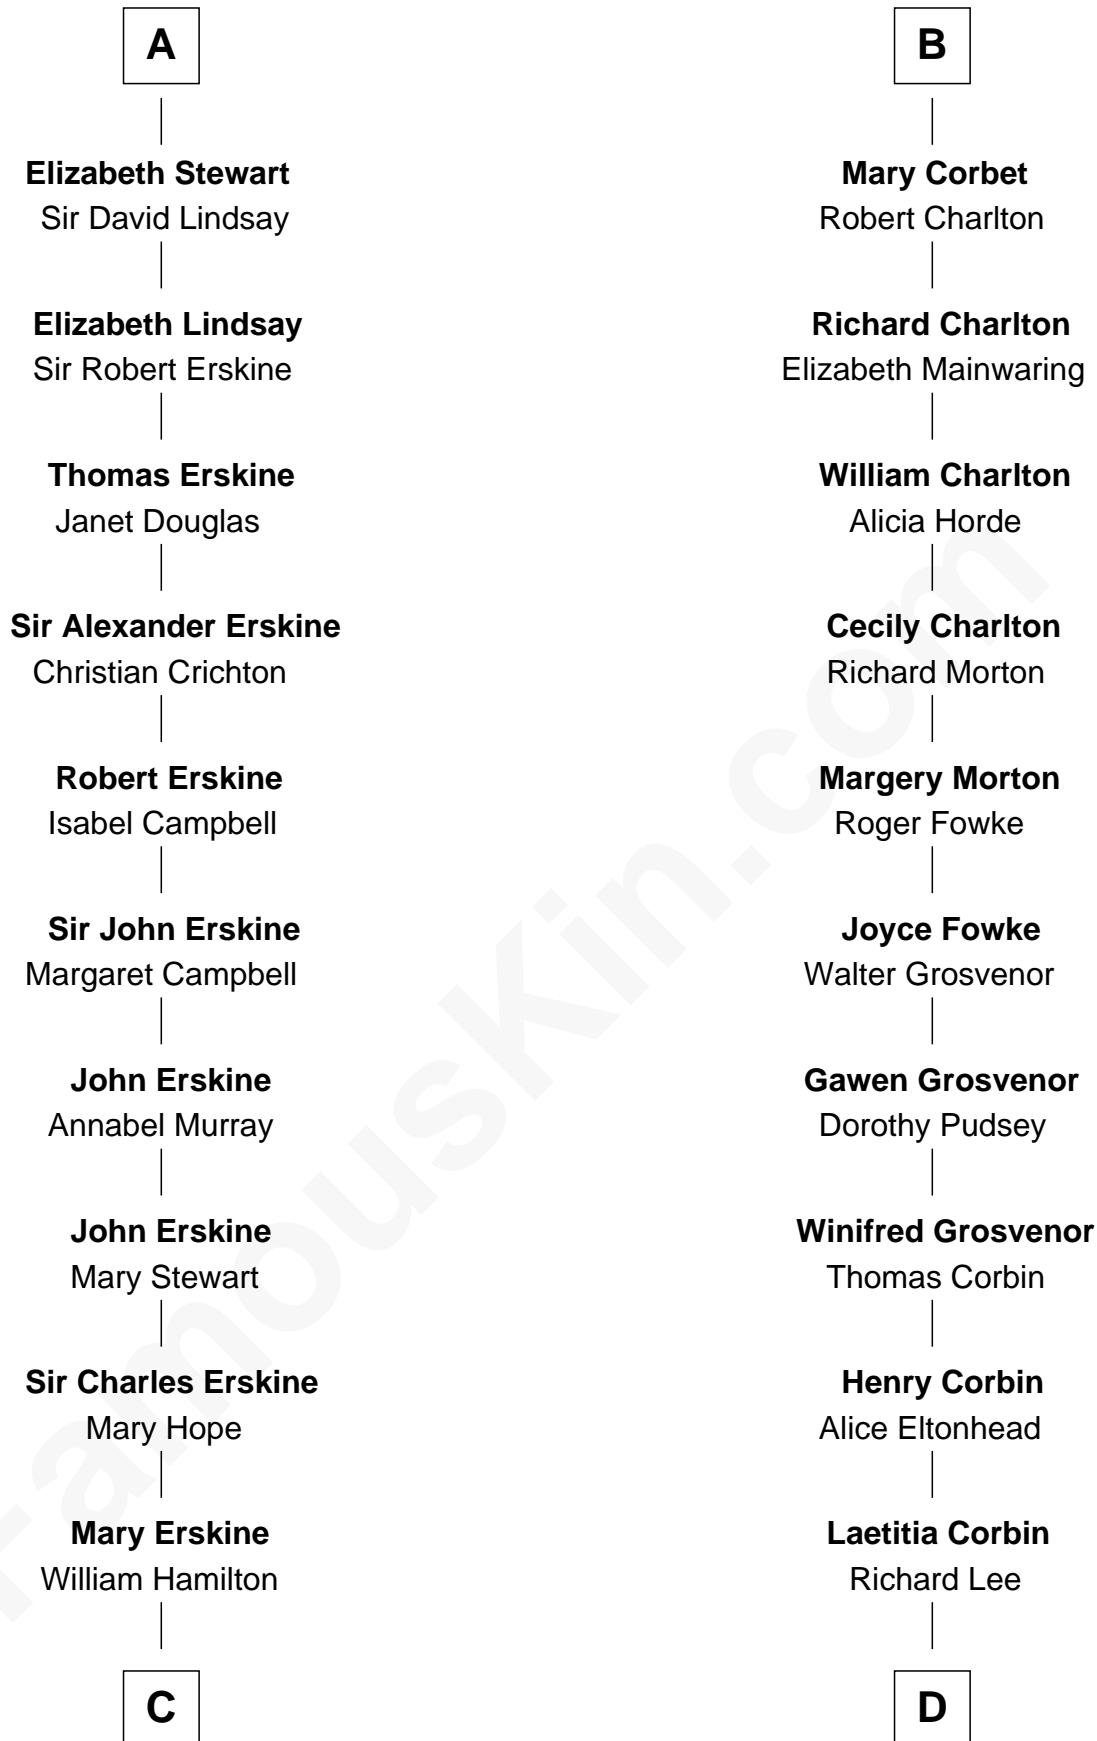 A
Elizabeth Stewart
Sir David Lindsay
Elizabeth Lindsay
Sir Robert Erskine
Thomas Erskine
Janet Douglas
Sir Alexander Erskine
Christian Crichton
Robert Erskine
Isabel Campbell
Sir John Erskine
Margaret Campbell
John Erskine
Annabel Murray
John Erskine
Mary Stewart
Sir Charles Erskine
Mary Hope
Mary Erskine
William Hamilton
C
B
Mary Corbet
Robert Charlton
Richard Charlton
Elizabeth Mainwaring
William Charlton
Alicia Horde
Cecily Charlton
Richard Morton
Margery Morton
Roger Fowke
Joyce Fowke
Walter Grosvenor
Gawen Grosvenor
Dorothy Pudsey
Winifred Grosvenor
Thomas Corbin
Henry Corbin
Alice Eltonhead
Laetitia Corbin
Richard Lee
D
FamousKin.com